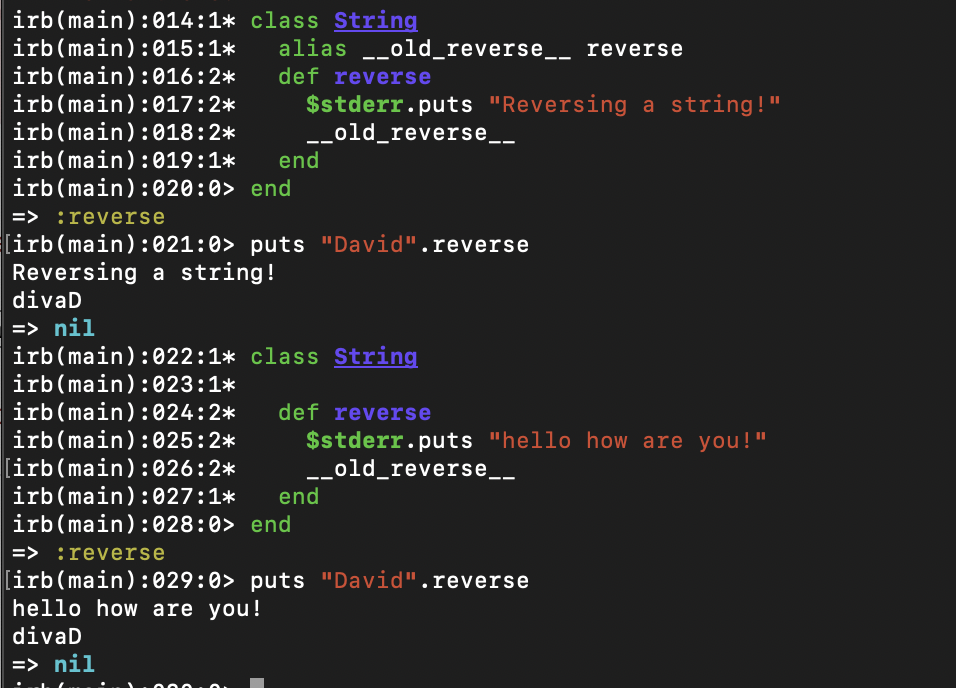 irb(main):014:1* class String
irb(main):015:1*   alias __old_reverse__ reverse
irb(main):016:2*   def reverse
irb(main):017:2*     $stderr.puts "Reversing a string!"
irb(main):018:2*     __old_reverse__
irb(main):019:1*   end
irb(main):020:0> end
=> :reverse
[irb(main):021:0> puts "David".reverse
Reversing a string!
divaD
=> nil
irb(main):022:1* class String
irb(main):023:1*
irb(main):024:2*   def reverse
irb(main):025:2*     $stderr.puts "hello how are you!"
[irb(main):026:2*     __old_reverse__
irb(main):027:1*   end
irb(main):028:0> end
=> :reverse
[irb(main):029:0> puts "David".reverse
hello how are you!
divaD
=> nil